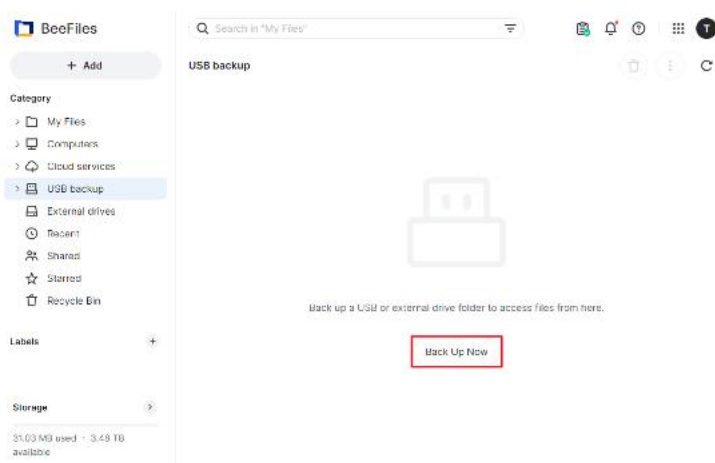 BeeFiles
Search in "My Files"
T
+ Add
USB backup
Category
My Files
Computers
Cloud services
USB backup
External drives
Recent
Shared
Starred
Recycle Bin
Back up a USB or external drive folder to access files from here.
Labels +
Back Up Now
Storage
31.03 MB used · 3.48 TB
available